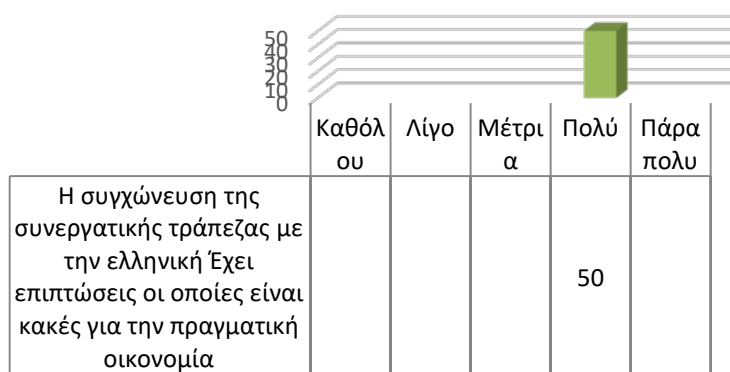 50
40
30
20
10
0
Καθόλ Λίγο Μέτρι Πολύ Πάρα
ου α πολυ
Η συγχώνευση της
συνεργατικής τράπεζας με
την ελληνική Έχει
επιπτώσεις οι οποίες είναι
κακές για την πραγματική
οικονομία
50